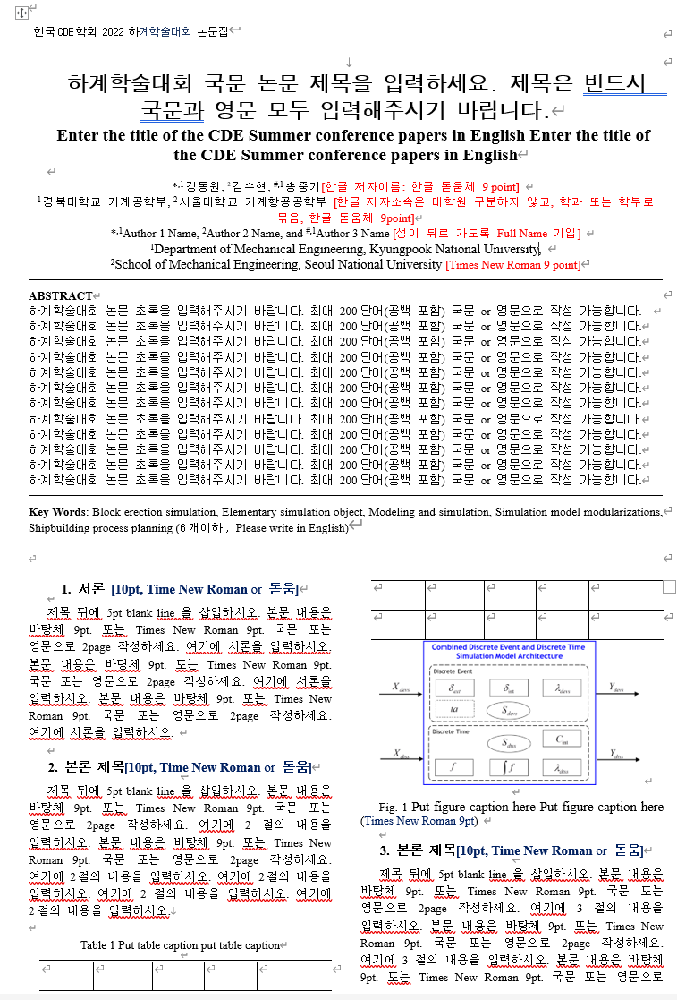 한국CDE학회 2022 하계학술대회 논문집
하계학술대회 국문 논문 제목을 입력하세요. 제목은 반드시
국문과 영문 모두 입력해주시기 바랍니다.
Enter the title of the CDE Summer conference papers in English Enter the title of
the CDE Summer conference papers in English
*,1강동원, 2김수현, #,1송중기[한글 저자이름: 한글 돋움체 9 point]
1경북대학교 기계공학부, 2서울대학교 기계항공공학부 [한글 저자소속은 대학원 구분하지 않고, 학과 또는 학부로
묶음, 한글 돋움체 9point]
*,1Author 1 Name, 2Author 2 Name, and #,1Author 3 Name [성이 뒤로 가도록 Full Name 기입]
1Department of Mechanical Engineering, Kyungpook National University,
2School of Mechanical Engineering, Seoul National University [Times New Roman 9 point]
ABSTRACT
하계학술대회 논문 초록을 입력해주시기 바랍니다. 최대 200 단어(공백 포함) 국문 or 영문으로 작성 가능합니다.
하계학술대회 논문 초록을 입력해주시기 바랍니다. 최대 200 단어(공백 포함) 국문 or 영문으로 작성 가능합니다.
하계학술대회 논문 초록을 입력해주시기 바랍니다. 최대 200 단어(공백 포함) 국문 or 영문으로 작성 가능합니다.
하계학술대회 논문 초록을 입력해주시기 바랍니다. 최대 200 단어(공백 포함) 국문 or 영문으로 작성 가능합니다.
하계학술대회 논문 초록을 입력해주시기 바랍니다. 최대 200 단어(공백 포함) 국문 or 영문으로 작성 가능합니다.
하계학술대회 논문 초록을 입력해주시기 바랍니다. 최대 200 단어(공백 포함) 국문 or 영문으로 작성 가능합니다.
하계학술대회 논문 초록을 입력해주시기 바랍니다. 최대 200 단어(공백 포함) 국문 or 영문으로 작성 가능합니다.
하계학술대회 논문 초록을 입력해주시기 바랍니다. 최대 200 단어(공백 포함) 국문 or 영문으로 작성 가능합니다.
하계학술대회 논문 초록을 입력해주시기 바랍니다. 최대 200 단어(공백 포함) 국문 or 영문으로 작성 가능합니다.
하계학술대회 논문 초록을 입력해주시기 바랍니다. 최대 200 단어(공백 포함) 국문 or 영문으로 작성 가능합니다.
하계학술대회 논문 초록을 입력해주시기 바랍니다. 최대 200 단어(공백 포함) 국문 or 영문으로 작성 가능합니다.
하계학술대회 논문 초록을 입력해주시기 바랍니다. 최대 200 단어(공백 포함) 국문 or 영문으로 작성 가능합니다.
Key Words: Block erection simulation, Elementary simulation object, Modeling and simulation, Simulation model modularizations,
Shipbuilding process planning (6개이하, Please write in English)
1. 서론 [10pt, Time New Roman or 돋움]
제목 뒤에 5pt blank line 을 삽입하시오. 본문 내용은
바탕체 9pt. 또는 Times New Roman 9pt. 국문 또는
영문으로 2page 작성하세요. 여기에 서론을 입력하시오.
본문 내용은 바탕체 9pt. 또는 Times New Roman 9pt.
국문 또는 영문으로 2page 작성하세요. 여기에 서론을
입력하시오. 본문 내용은 바탕체 9pt. 또는 Times New
Roman 9pt. 국문 또는 영문으로 2page 작성하세요.
여기에 서론을 입력하시오.
2. 본론 제목[10pt, Time New Roman or 돋움]
제목 뒤에 5pt blank line 을 삽입하시오. 본문 내용은
바탕체 9pt. 또는 Times New Roman 9pt. 국문 또는
영문으로 2page 작성하세요. 여기에 2 절의 내용을
입력하시오. 본문 내용은 바탕체 9pt. 또는 Times New
Roman 9pt. 국문 또는 영문으로 2page 작성하세요.
여기에 2절의 내용을 입력하시오. 여기에 2절의 내용을
입력하시오. 여기에 2 절의 내용을 입력하시오. 여기에
2 절의 내용을 입력하시오.
Table 1 Put table caption put table caption
Combined Discrete Event and Discrete Time
Simulation Model Architecture
Discrete Event
X devs
δ ext
δ int
λ devs
Y devs
ta
S devs
Discrete Time
S dtss
C int
X dtss
Y dtss
f
∫f
λ dtss
Fig. 1 Put figure caption here Put figure caption here
(Times New Roman 9pt)
3. 본론 제목[10pt, Time New Roman or 돋움]
제목 뒤에 5pt blank line 을 삽입하시오. 본문 내용은
바탕체 9pt. 또는 Times New Roman 9pt. 국문 또는
영문으로 2page 작성하세요. 여기에 3 절의 내용을
입력하시오. 본문 내용은 바탕체 9pt. 또는 Times New
Roman 9pt. 국문 또는 영문으로 2page 작성하세요.
여기에 3 절의 내용을 입력하시오. 본문 내용은 바탕체
9pt. 또는 Times New Roman 9pt. 국문 또는 영문으로